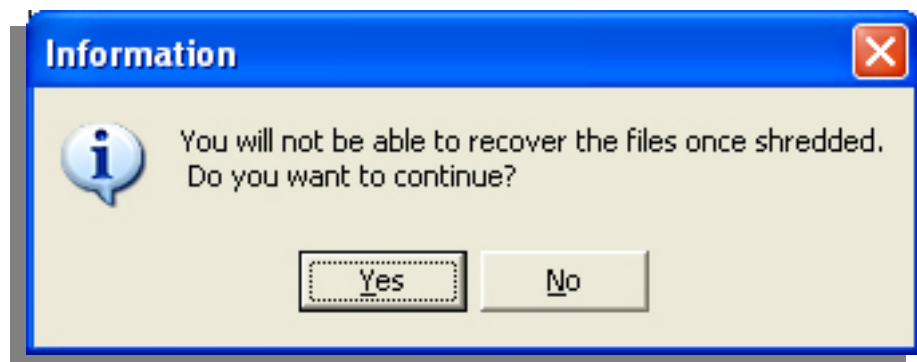 Information
You will not be able to recover the files once shredded.
Do you want to continue?
Yes
No